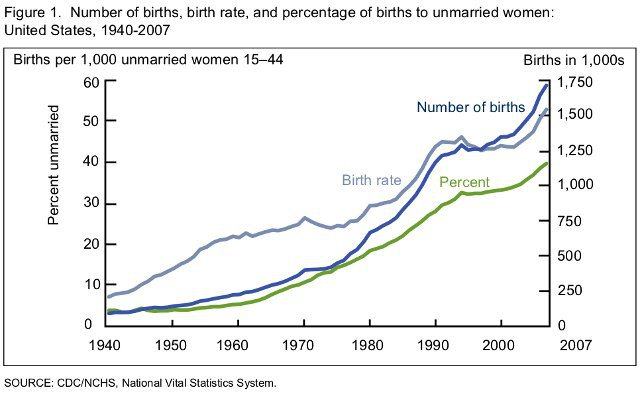 Figure 1.  Number of births, birth rate, and percentage of births to unmarried women:
United States, 1940-2007
Births per 1,000 unmarried women 15–44
Births in 1,000s
60
1,750
Number of births
1,500
50
40
1,250
Birth rate
Percent
1,000
Percent unmarried
30
750
20
500
10
250
0
0
1940
1950
1960
1970
1980
1990
2000
2007
SOURCE: CDC/NCHS, National Vital Statistics System.